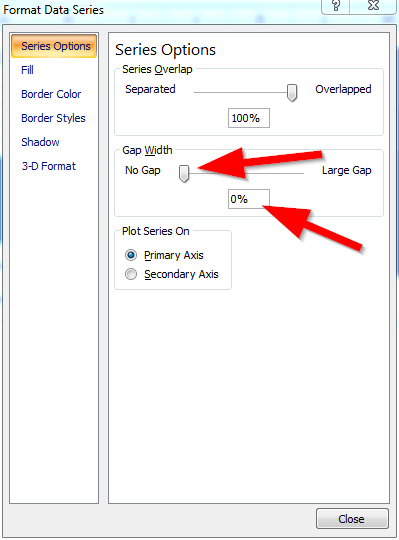 Format Data Series
?
Series Options
Fill
Border Color
Border Styles
Shadow
3-D Format
Series Options
Series Overlap
Separated Overlapped
100%
Gap Width
No Gap Large Gap
0%
Plot Series On
Primary Axis
Secondary Axis
Close